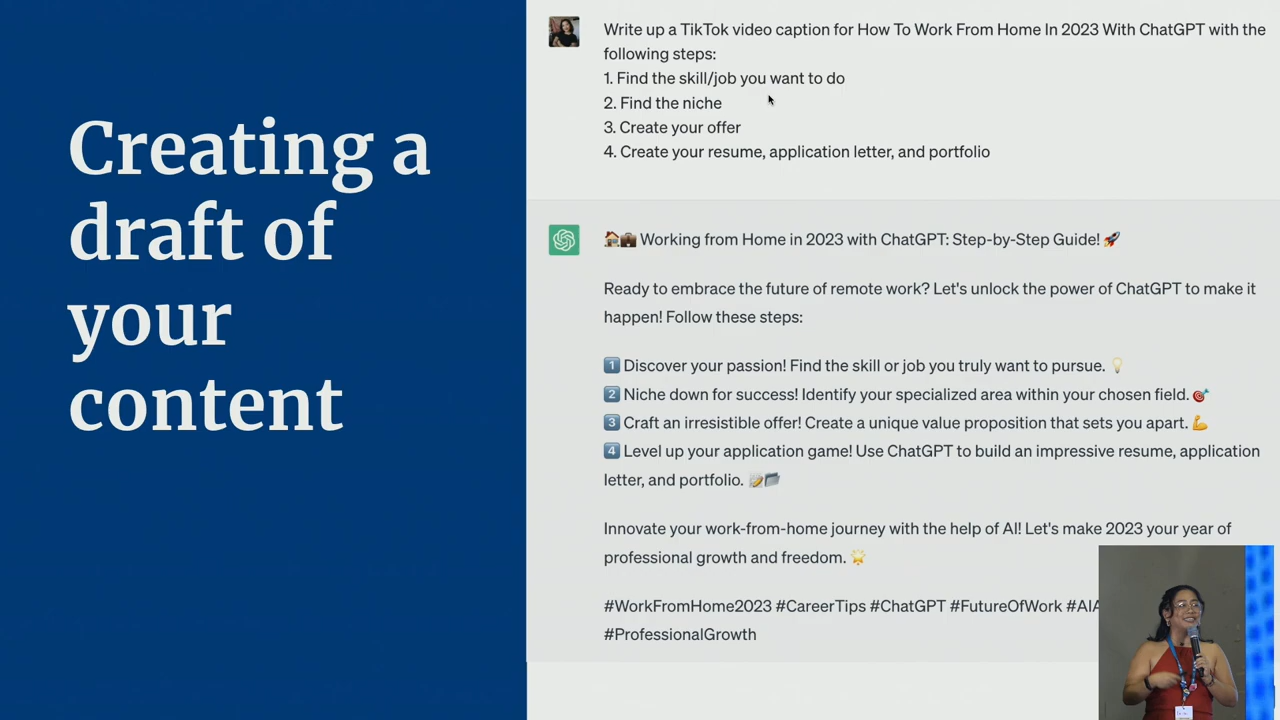 Creating a
draft of
your
content
Write up a TikTok video caption for How To Work From Home In 2023 With ChatGPT with the
following steps:
1. Find the skill/job you want to do
2. Find the niche
3. Create your offer
4. Create your resume, application letter, and portfolio
🏠💼 Working from Home in 2023 with ChatGPT: Step-by-Step Guide! 🚀
Ready to embrace the future of remote work? Let's unlock the power of ChatGPT to make it
happen! Follow these steps:
1️⃣ Discover your passion! Find the skill or job you truly want to pursue. 💡
2️⃣ Niche down for success! Identify your specialized area within your chosen field. 🎯
3️⃣ Craft an irresistible offer! Create a unique value proposition that sets you apart. 💪
4️⃣ Level up your application game! Use ChatGPT to build an impressive resume, application
letter, and portfolio. 📝📂
Innovate your work-from-home journey with the help of AI! Let's make 2023 your year of
professional growth and freedom. 🌟
#WorkFromHome2023 #CareerTips #ChatGPT #FutureOfWork
#ProfessionalGrowth